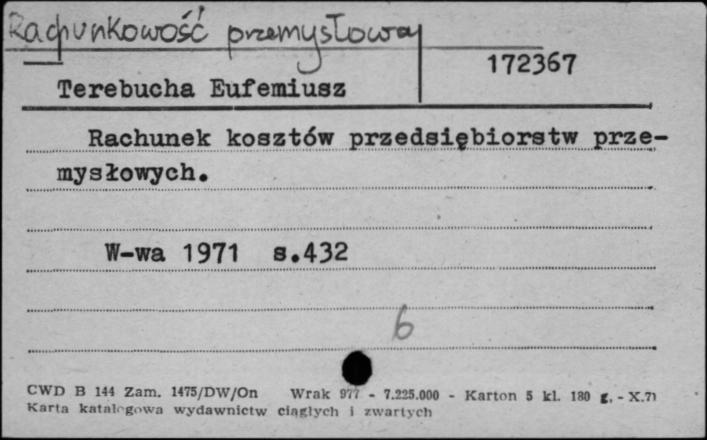 Rachunkowość przemysłowa
172367
Terebucha Eufemiusz
Rachunek kosztów przedsiębiorstw prze-
mysłowych.
W-wa 1971 s.432
6
CWD B 144 Zam. 1475/DW/On Wrak 977 - 7.225.000 - Karton 5 kl. 180 g. - X.71
Karta katalogowa wydawnictw ciągłych i zwartych